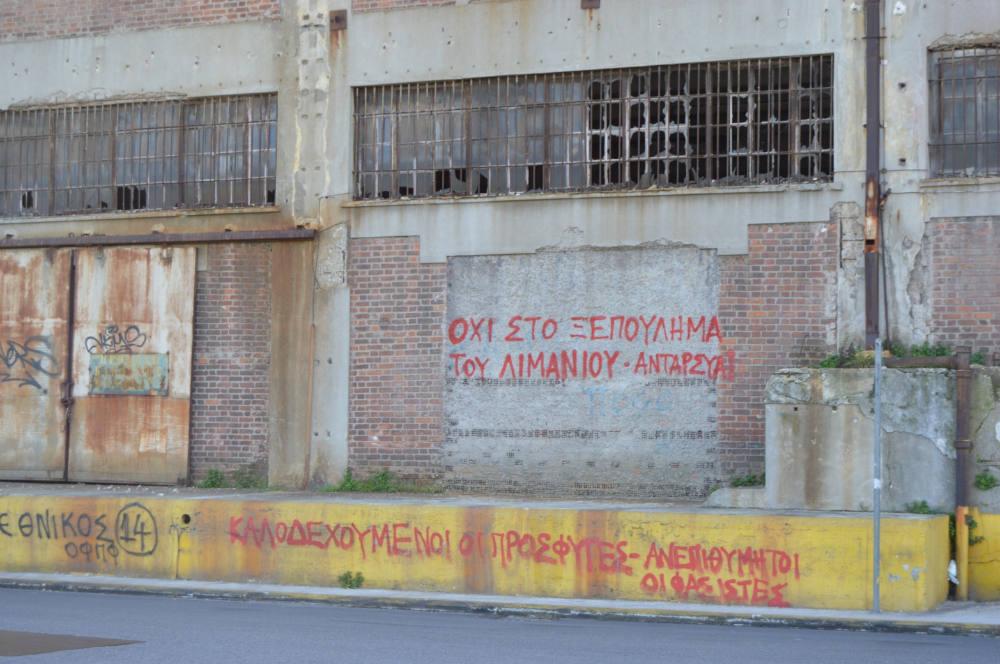 ΟΧΙ ΣΤΟ ΞΕΠΟΥΛΗΜΑ
ΤΟΥ ΛΙΜΑΝΙΟΥ · ΑΝΤΑΡΣΥΑ!
ΕΘΝΙΚΟΣ 14
ΟΦΠΦ
ΚΑΛΟΔΕΧΟΥΜΕΝΟΙ ΟΙ ΠΡΟΣΦΥΓΕΣ - ΑΝΕΠΙΘΥΜΗΤΟΙ
ΟΙ ΦΑΣΙΣΤΕΣ